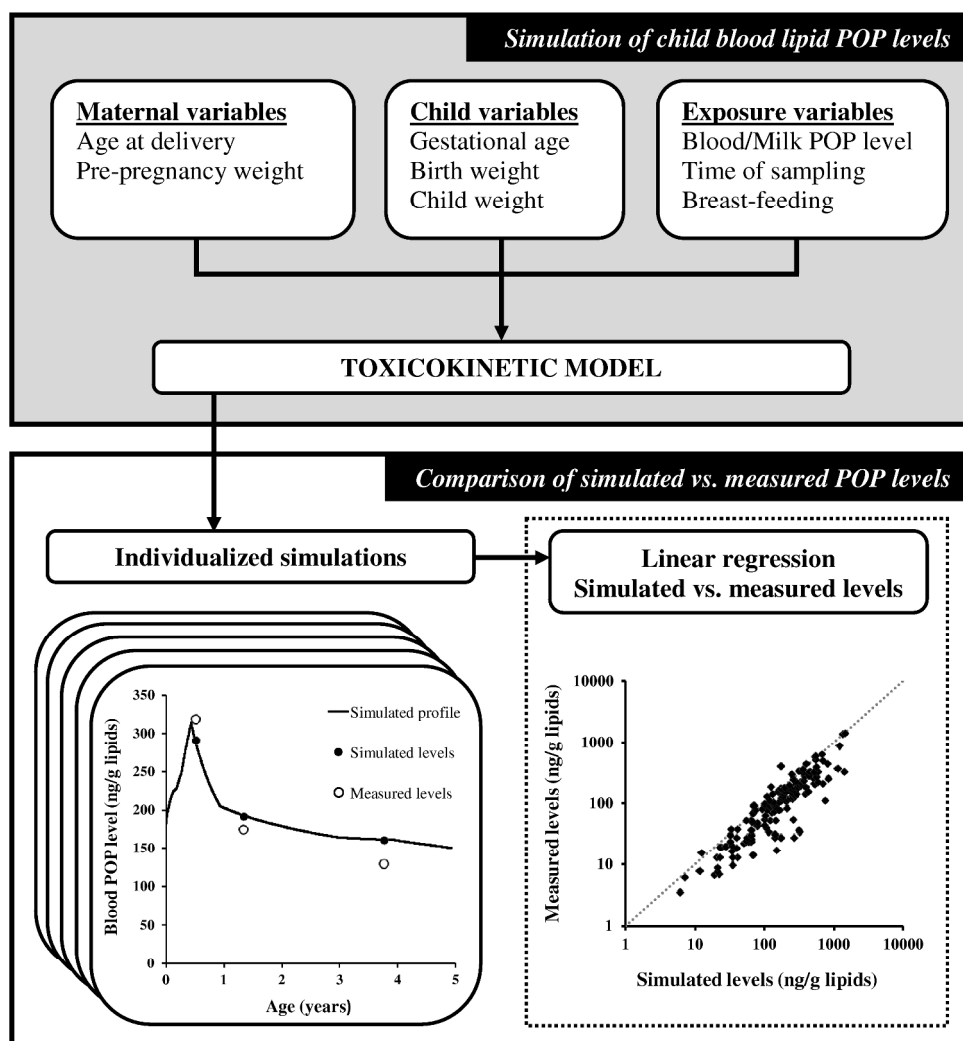 Simulation of child blood lipid POP levels
Maternal variables
Age at delivery
Pre-pregnancy weight
Child variables
Gestational age
Birth weight
Child weight
Exposure variables
Blood/Milk POP level
Time of sampling
Breast-feeding
TOXICOKINETIC MODEL
Comparison of simulated vs. measured POP levels
Individualized simulations
Linear regression
Simulated vs. measured levels
Blood POP level (ng/g lipids)
350
300
250
200
150
100
50
0
0 1 2 3 4 5
Age (years)
Simulated profile
Simulated levels
Measured levels
Measured levels (ng/g lipids)
10000
1000
100
10
1
1 10 100 1000 10000
Simulated levels (ng/g lipids)